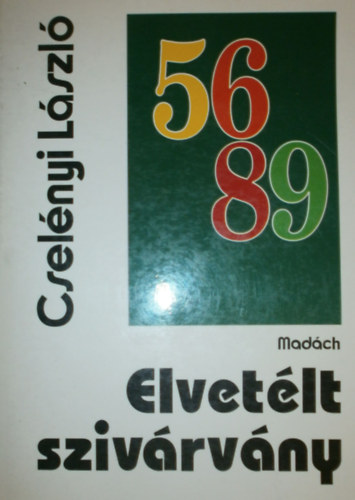 Cselényi László
56
89
Madách
Elvetélt
szivárvány